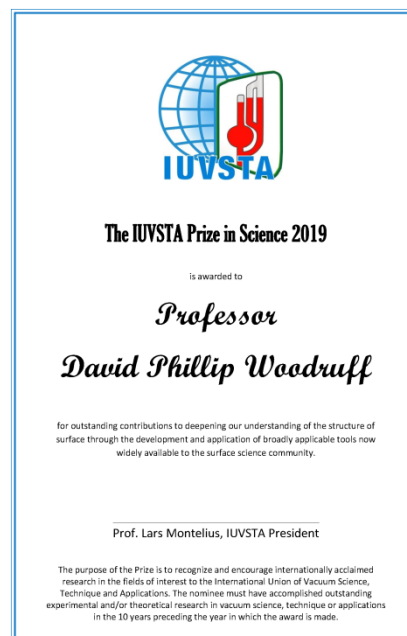 IUVSTA
The IUVSTA Prize in Science 2019
is awarded to
Professor
David Phillip Woodruff
for outstanding contributions to deepening our understanding of the structure of
surface through the development and application of broadly applicable tools now
widely available to the surface science community.
Prof. Lars Montelius, IUVSTA President
The purpose of the Prize is to recognize and encourage internationally acclaimed
research in the fields of interest to the International Union of Vacuum Science,
Technique and Applications. The nominee must have accomplished outstanding
experimental and/or theoretical research in vacuum science, technique or applications
in the 10 years preceding the year in which the award is made.